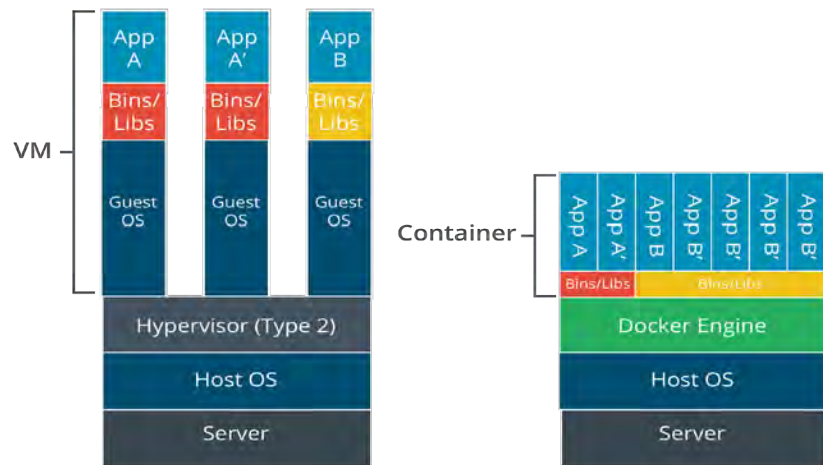 App
A
App
A'
App
B
Bins/
Libs
Bins/
Libs
Bins/
Libs
VM
Guest
OS
Guest
OS
Guest
OS
Hypervisor (Type 2)
Host OS
Server
Container
App A
App A'
App B
App B'
App B'
App B'
App B'
Bins/Libs
Bins/Libs
Docker Engine
Host OS
Server